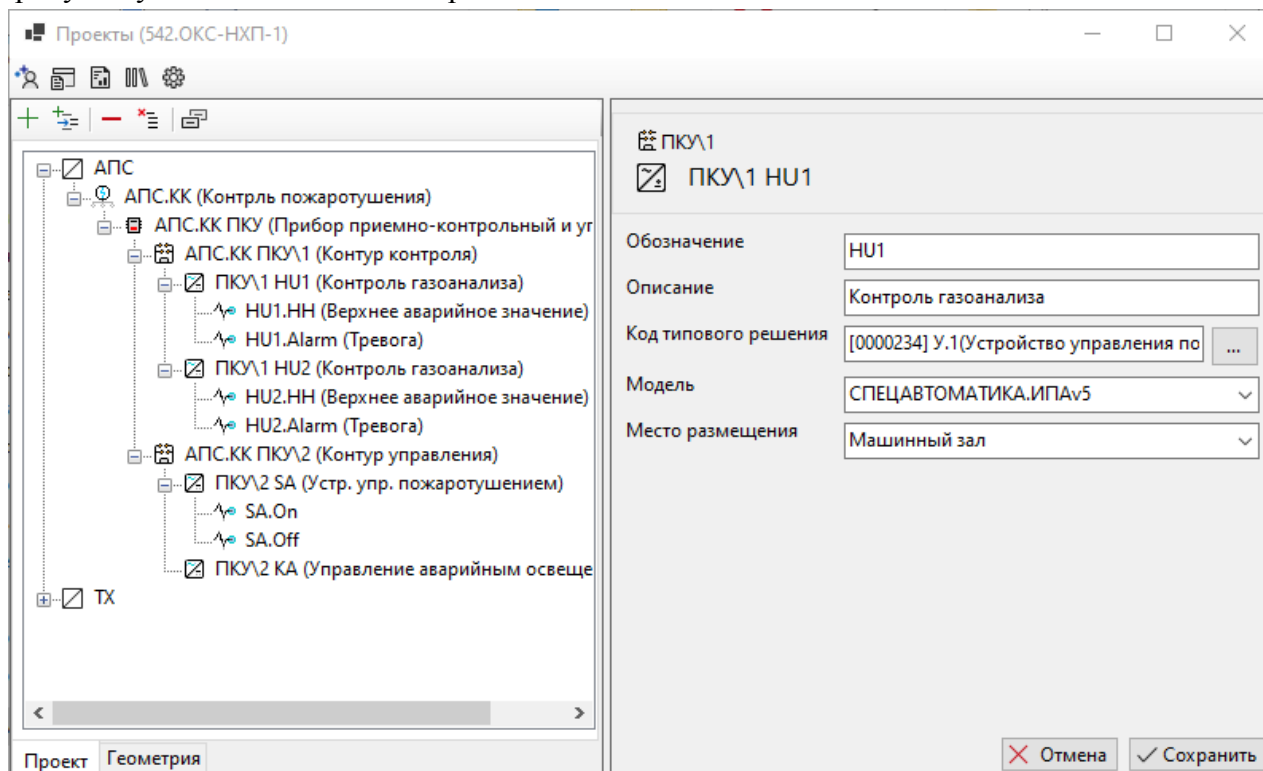 Проекты (542.ОКС-НХП-1)
АПС
АПС.КК (Контрль пожаротушения)
АПС.КК ПКУ (Прибор приемно-контрольный и уг
АПС.КК ПКУ\1 (Контур контроля)
ПКУ\1 HU1 (Контроль газоанализа)
HU1.HH (Верхнее аварийное значение)
HU1.Alarm (Тревога)
ПКУ\1 HU2 (Контроль газоанализа)
HU2.HH (Верхнее аварийное значение)
HU2.Alarm (Тревога)
АПС.КК ПКУ\2 (Контур управления)
ПКУ\2 SA (Устр. упр. пожаротушением)
SA.On
SA.Off
ПКУ\2 КА (Управление аварийным освеще
ТХ
Проект
Геометрия
ПКУ\1
ПКУ\1 HU1
Обозначение
HU1
Описание
Контроль газоанализа
Код типового решения
[0000234] У.1(Устройство управления по
...
Модель
СПЕЦАВТОМАТИКА.ИПАv5
Место размещения
Машинный зал
Отмена
Сохранить